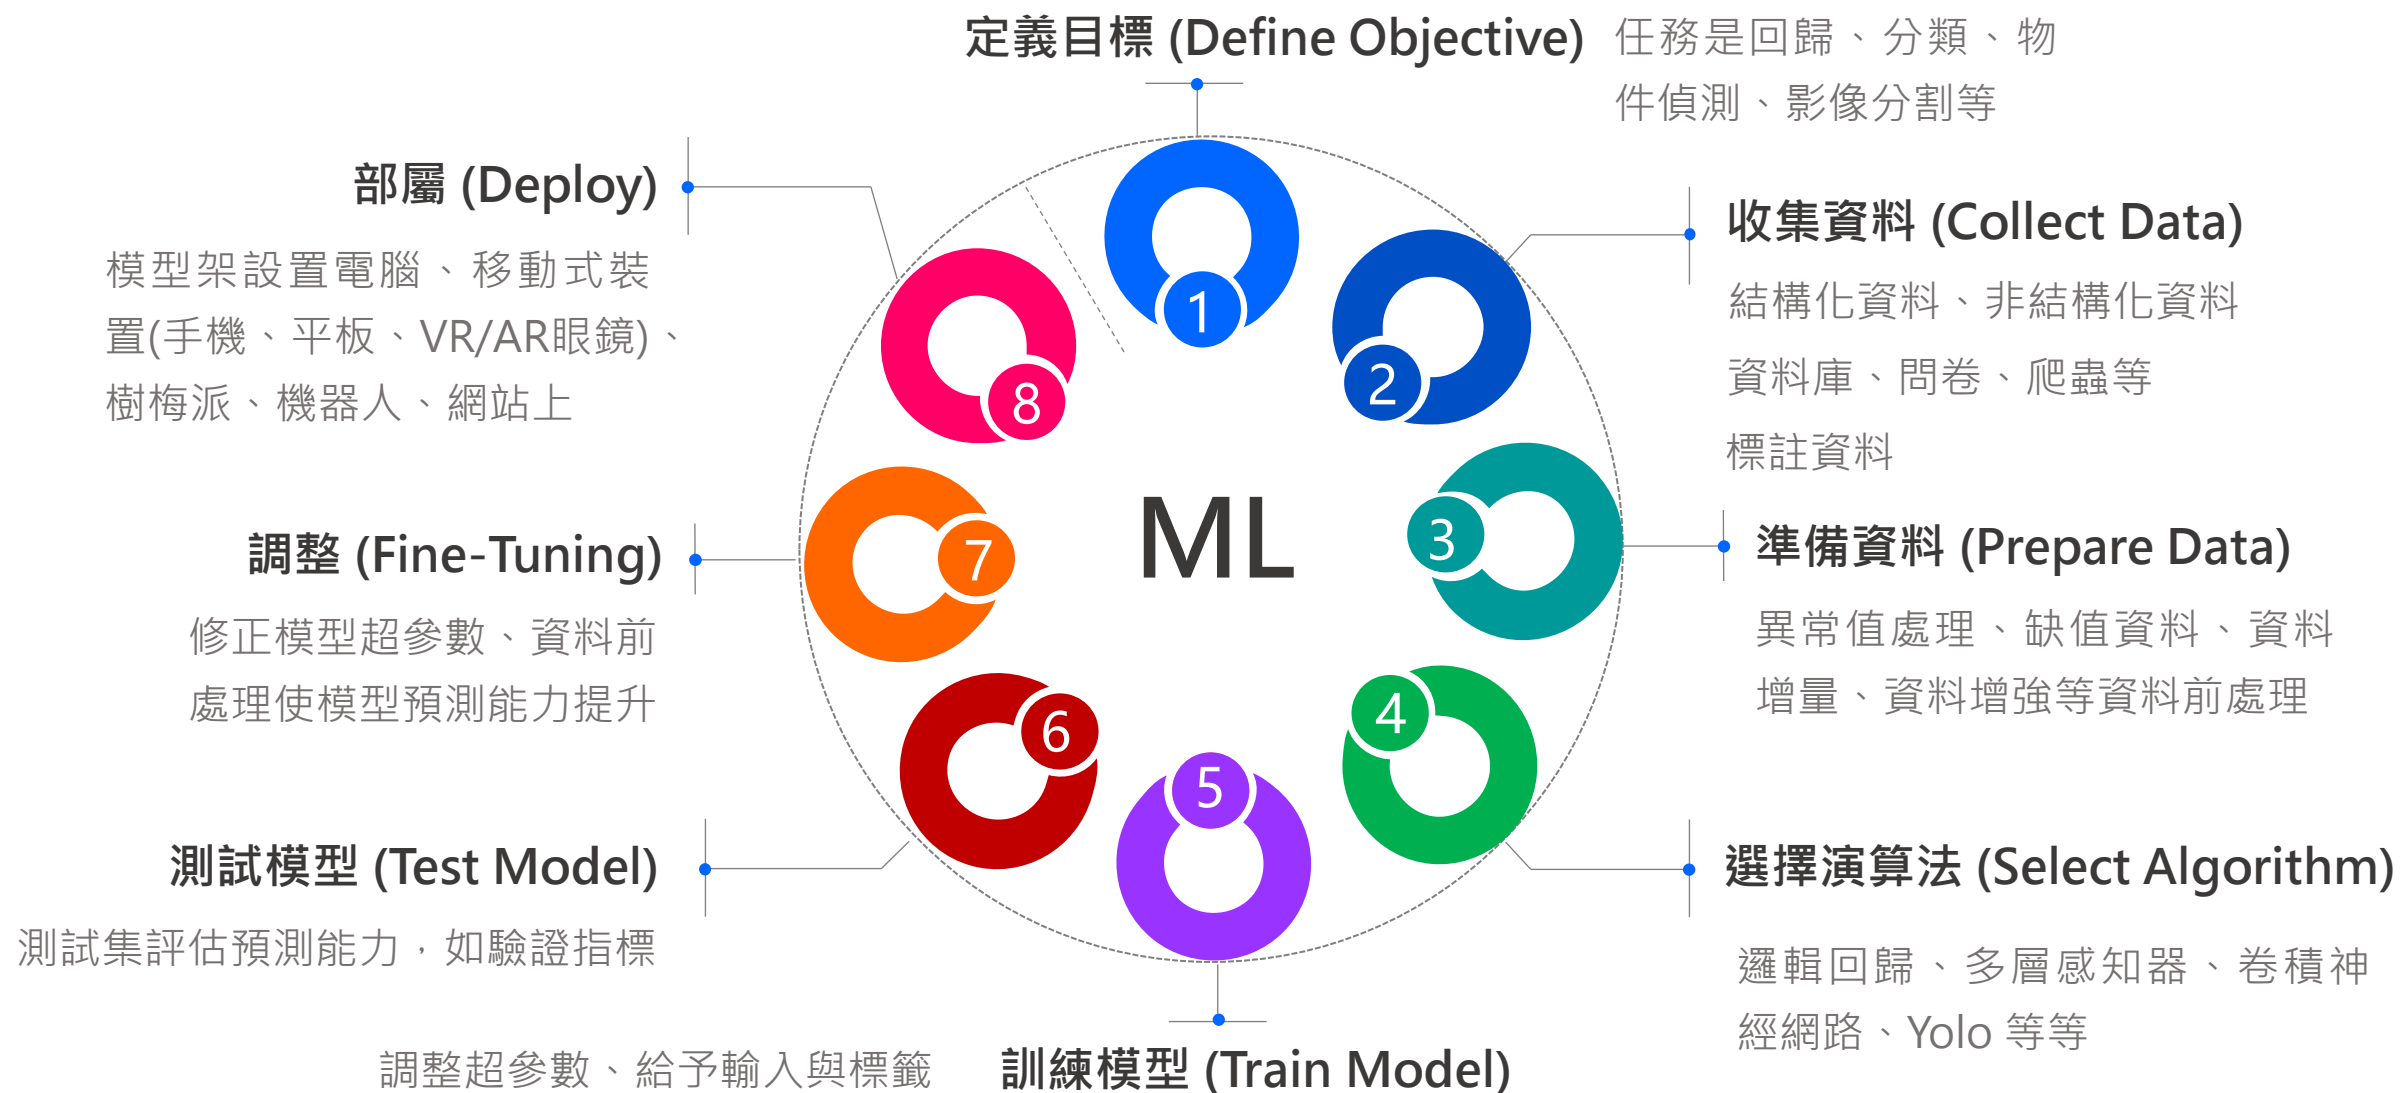 定義目標 (Define Objective)
任務是回歸、分類、物
件偵測、影像分割等
收集資料 (Collect Data)
結構化資料、非結構化資料
資料庫、問卷、爬蟲等
標註資料
準備資料 (Prepare Data)
異常值處理、缺值資料、資料
增量、資料增強等資料前處理
選擇演算法 (Select Algorithm)
邏輯回歸、多層感知器、卷積神
經網路、Yolo 等等
訓練模型 (Train Model)
調整超參數、給予輸入與標籤
測試模型 (Test Model)
測試集評估預測能力，如驗證指標
調整 (Fine-Tuning)
修正模型超參數、資料前
處理使模型預測能力提升
部屬 (Deploy)
模型架設置電腦、移動式裝
置(手機、平板、VR/AR眼鏡)、
樹梅派、機器人、網站上
ML
1
2
3
4
5
6
7
8